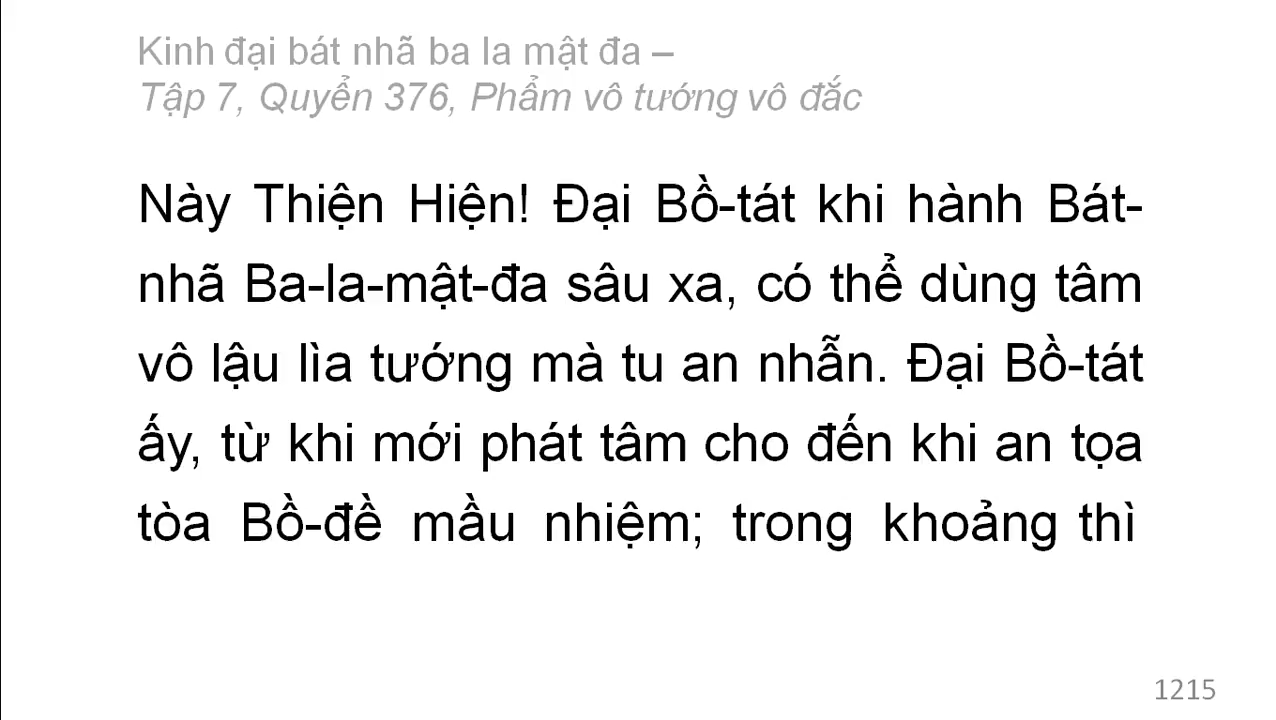 Kinh đại bát nhã ba la mật đa –
Tập 7, Quyển 376, Phẩm vô tướng vô đắc
Này Thiện Hiện! Đại Bồ-tát khi hành Bát-
nhã Ba-la-mật-đa sâu xa, có thể dùng tâm
vô lậu lìa tướng mà tu an nhẫn. Đại Bồ-tát
ấy, từ khi mới phát tâm cho đến khi an tọa
tòa Bồ-đề mầu nhiệm; trong khoảng thì
1215